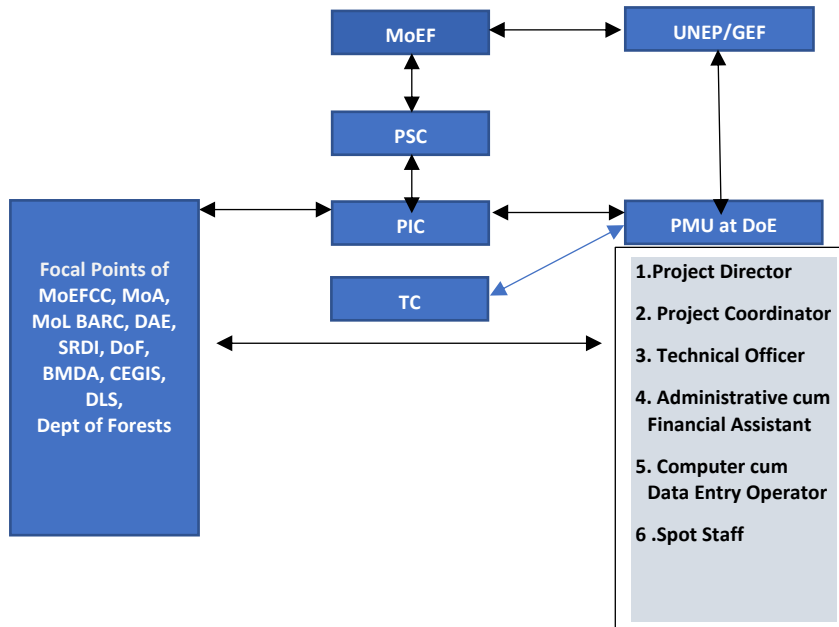 MoEF
UNEP/GEF
PSC
PIC
PMU at DoE
TC
Focal Points of
MoEFCC, MoA,
MoL BARC, DAE,
SRDI, DoF,
BMDA, CEGIS,
DLS,
Dept of Forests
1.Project Director
2. Project Coordinator
3. Technical Officer
4. Administrative cum
Financial Assistant
5. Computer cum
Data Entry Operator
6 .Spot Staff